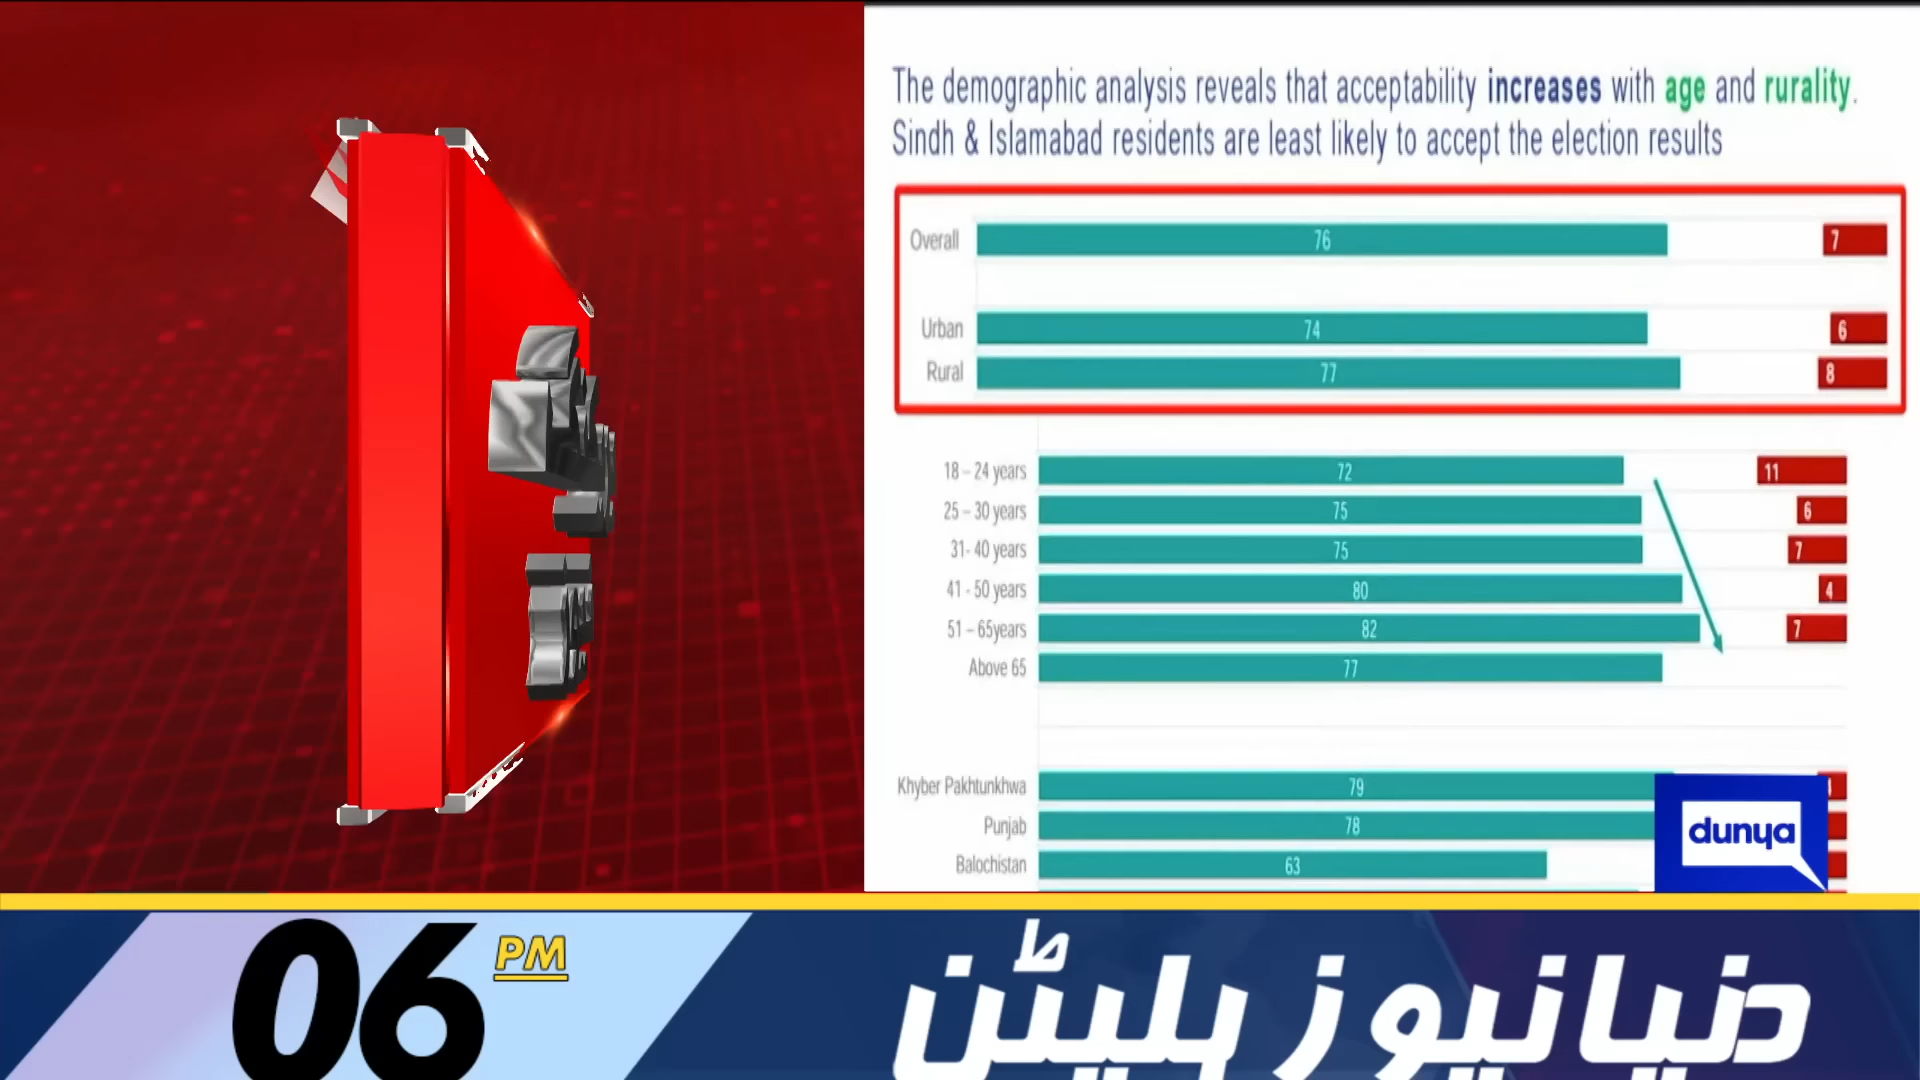 The demographic analysis reveals that acceptability increases with age and rurality.
Sindh & Islamabad residents are least likely to accept the election results
Overall 76 7
Urban 74 6
Rural 77 8
18 – 24 years 72 11
25 – 30 years 75 6
31- 40 years 75 7
41 - 50 years 80 4
51 – 65years 82 7
Above 65 77
Khyber Pakhtunkhwa 79
Punjab 78
Balochistan 63
dunya
06 PM
دنیا نیوز بلیٹن